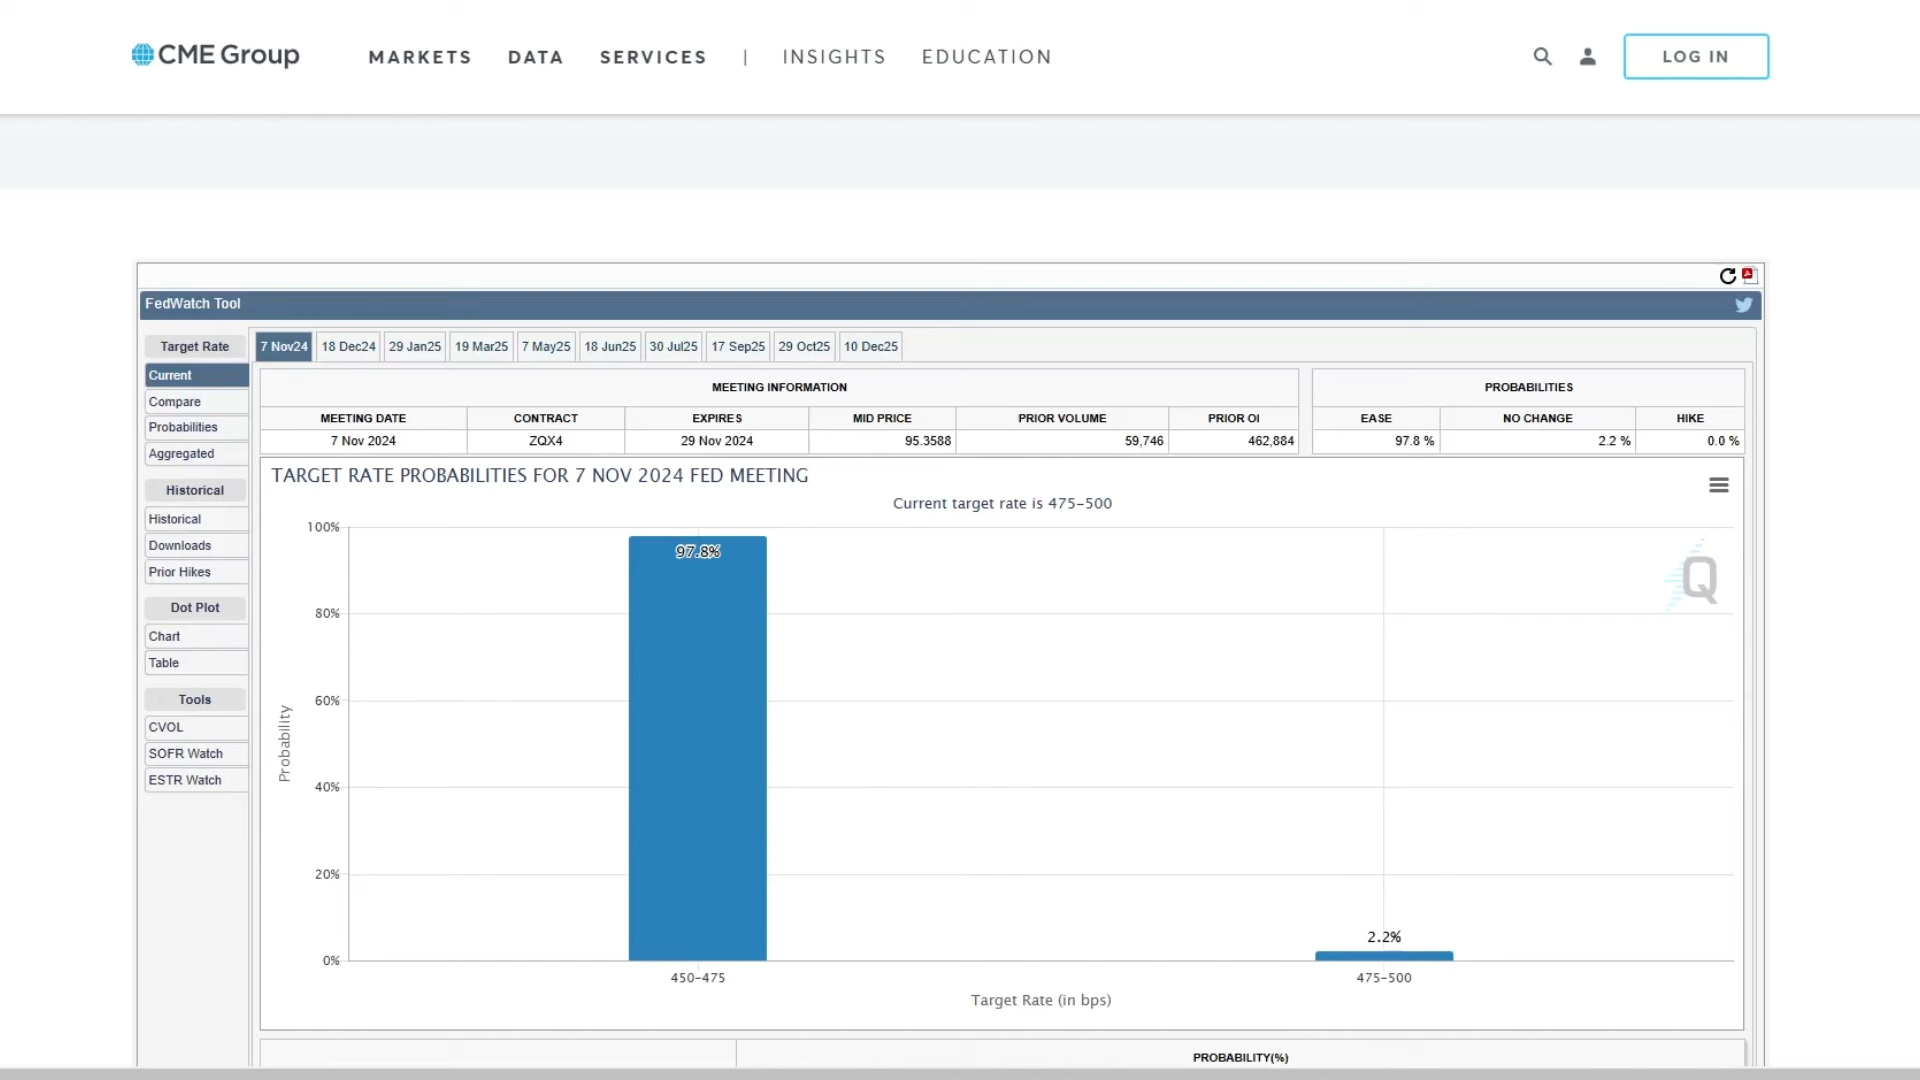 CME Group MARKETS DATA SERVICES | INSIGHTS EDUCATION LOG IN
FedWatch Tool
Target Rate
Current
Compare
Probabilities
Aggregated
Historical
Historical
Downloads
Prior Hikes
Dot Plot
Chart
Table
Tools
CVOL
SOFR Watch
ESTR Watch
7 Nov24 18 Dec24 29 Jan25 19 Mar25 7 May25 18 Jun25 30 Jul25 17 Sep25 29 Oct25 10 Dec25
MEETING INFORMATION
MEETING DATE CONTRACT EXPIRES MID PRICE PRIOR VOLUME PRIOR OI
7 Nov 2024 ZQX4 29 Nov 2024 95.3588 59,746 462,884
PROBABILITIES
EASE NO CHANGE HIKE
97.8 % 2.2 % 0.0 %
TARGET RATE PROBABILITIES FOR 7 NOV 2024 FED MEETING
Current target rate is 475-500
Q
Probability
100%
80%
60%
40%
20%
0%
97.8%
2.2%
450-475 475-500
Target Rate (in bps)
PROBABILITY(%)